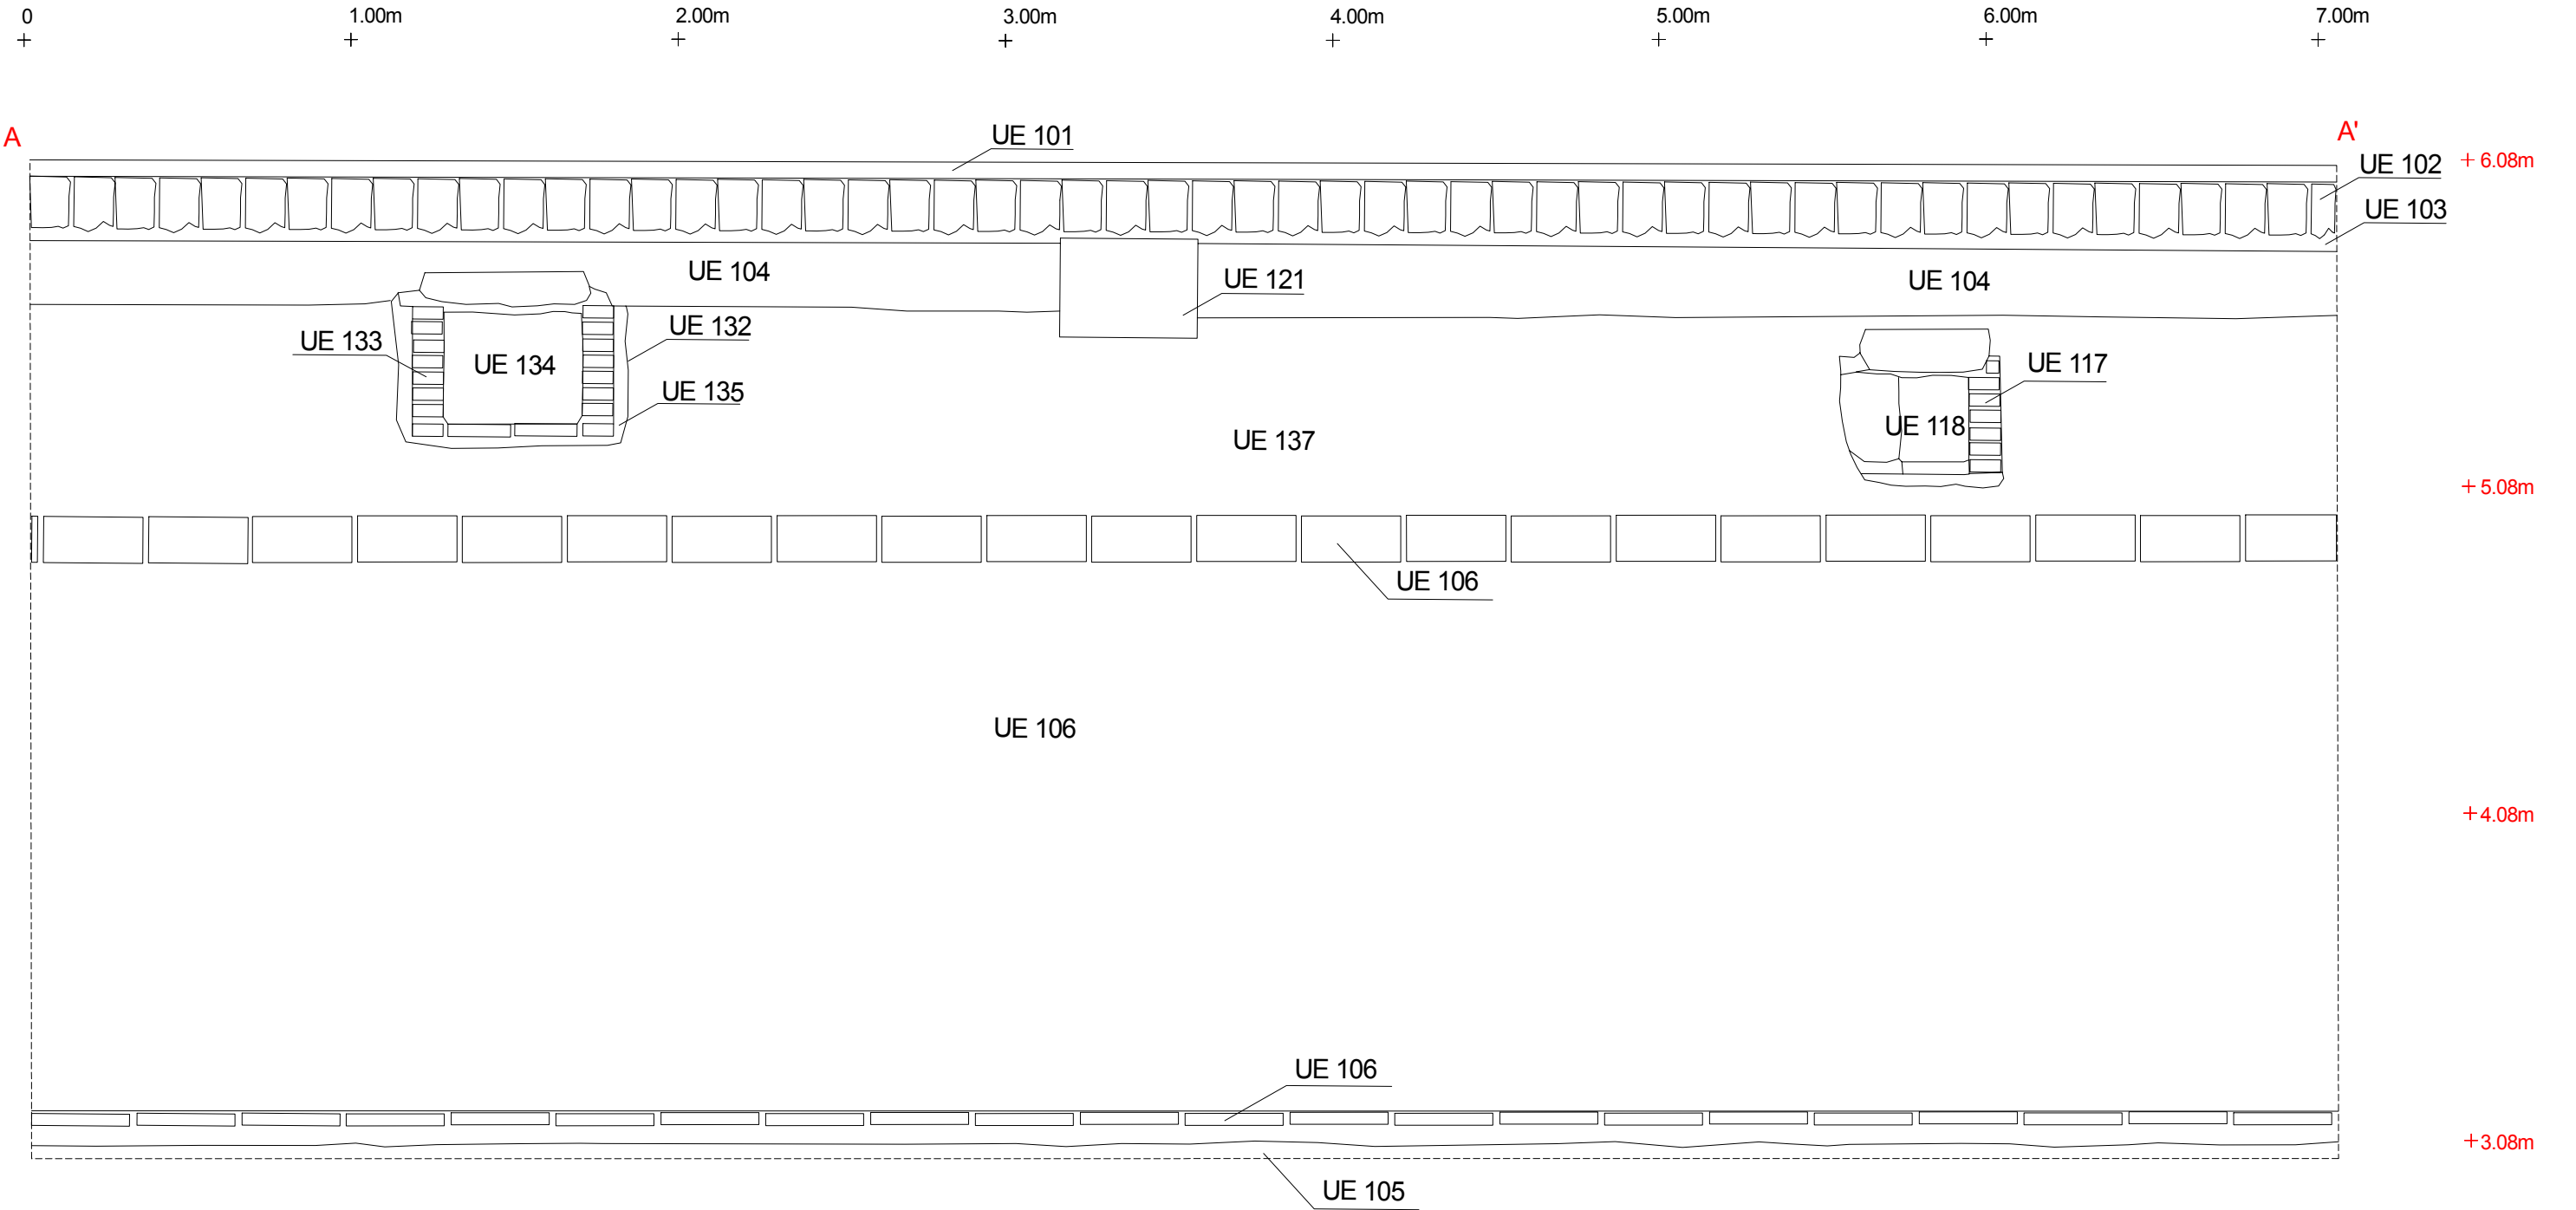 0 1.00m 2.00m 3.00m 4.00m 5.00m 6.00m 7.00m
A A'
UE 101
+ 6.08m
UE 102
UE 103
UE 104 UE 121 UE 104
UE 133 UE 134 UE 132
UE 135
UE 117
UE 118
UE 137
+ 5.08m
UE 106
UE 106
+ 4.08m
UE 106
+ 3.08m
UE 105